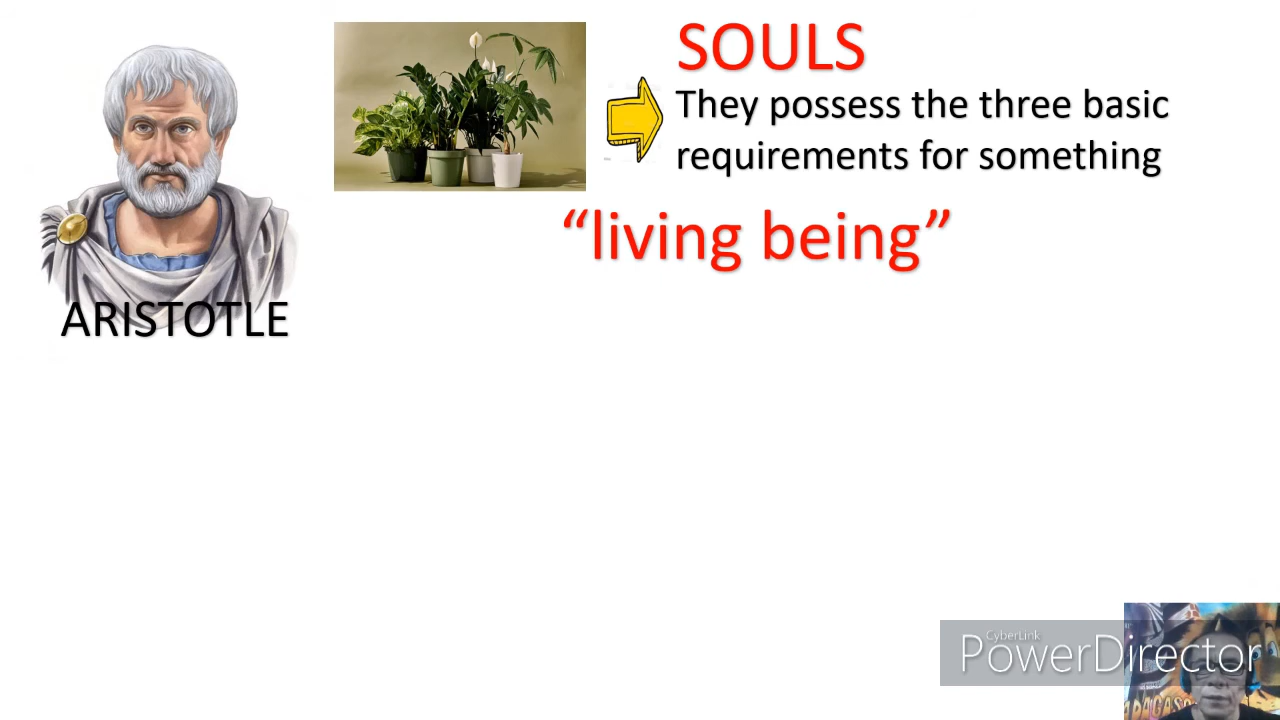 SOULS
They possess the three basic
requirements for something
“living being”
ARISTOTLE
CyberLink
PowerDirector